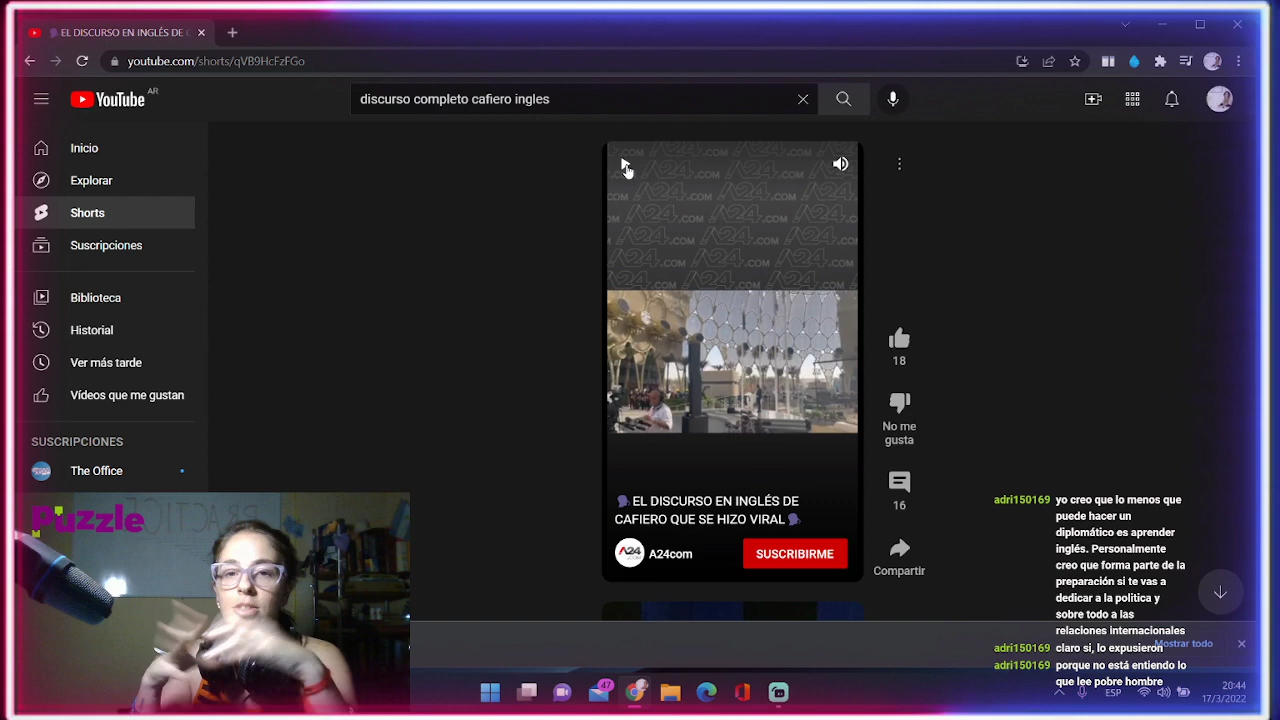 EL DISCURSO EN INGLÉS DE C
youtube.com/shorts/qVB9HcFzFGo
YouTube AR
discurso completo cafiero ingles
Inicio
Explorar
Shorts
Suscripciones
Biblioteca
Historial
Ver más tarde
Vídeos que me gustan
SUSCRIPCIONES
The Office
A24.COM
EL DISCURSO EN INGLÉS DE
CAFIERO QUE SE HIZO VIRAL
A24
A24com
SUSCRIBIRME
18
No me
gusta
16
Compartir
Puzzle
PRACTICE
adri150169 yo creo que lo menos que
puede hacer un
diplomático es aprender
inglés. Personalmente
creo que forma parte de la
preparación si te vas a
dedicar a la política y
sobre todo a las
relaciones internacionales
adri150169 claro si, lo expusieron
adri150169 porque no está entiendo lo
que lee pobre hombre
Mostrar todo
47
ESP
20:44
17/3/2022